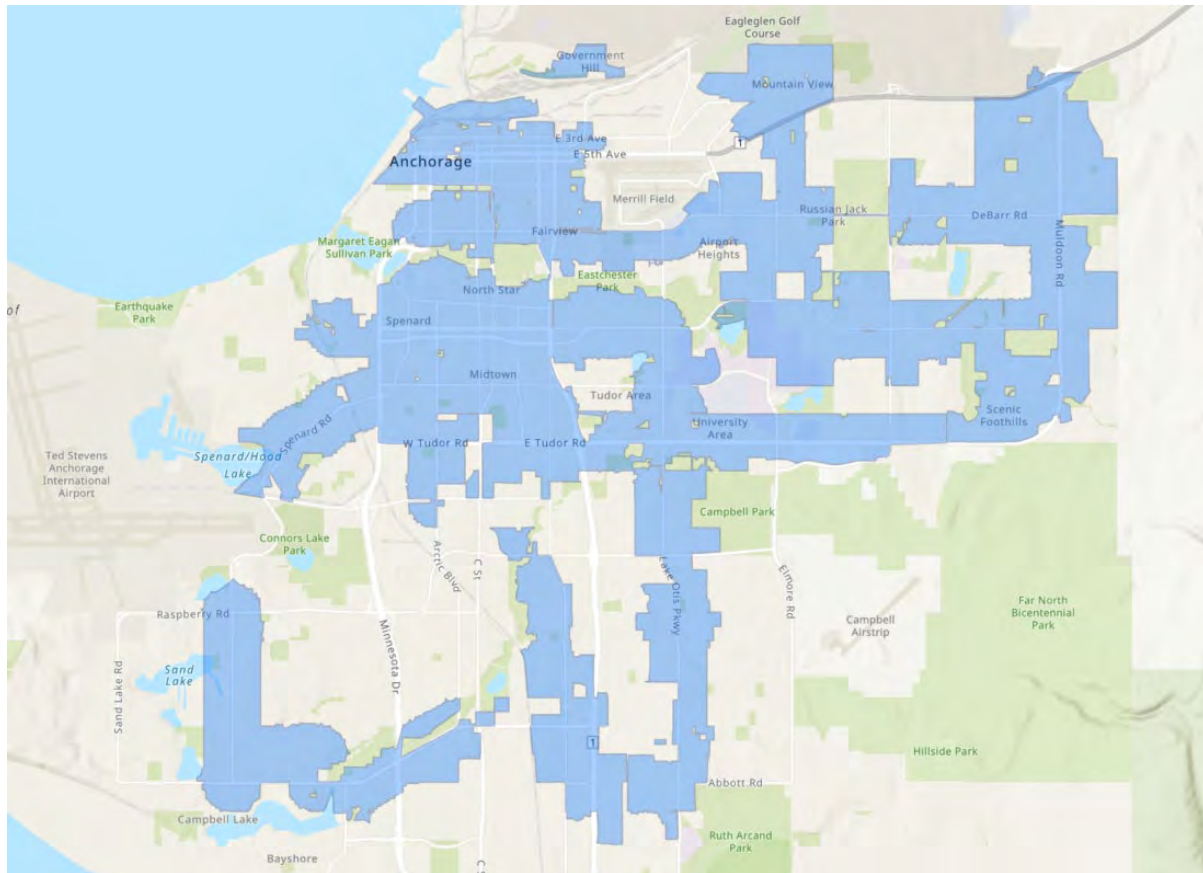 Eagleglen Golf
Course
Government
Hill
Mountain View
E 3rd Ave
E 5th Ave
1
Anchorage
Merrill Field
Russian Jack
Park
DeBarr Rd
Fairview
Margaret Eagan
Sullivan Park
Airport
Heights
Muldoon Rd
Eastchester
Park
North Star
Earthquake
Park
of
Spenard
Midtown
Tudor Area
Scenic
Foothills
University
Area
Spenard Rd
W Tudor Rd
E Tudor Rd
Ted Stevens
Anchorage
International
Airport
Spenard/Hood
Lake
Campbell Park
Connors Lake
Park
Arctic Blvd
C St
Lake Otis Pkwy
Elmore Rd
Raspberry Rd
Campbell
Airstrip
Far North
Bicentennial
Park
Minnesota Dr
Sand Lake Rd
Sand
Lake
1
Hillside Park
Abbott Rd
Campbell Lake
Ruth Arcand
Park
Bayshore